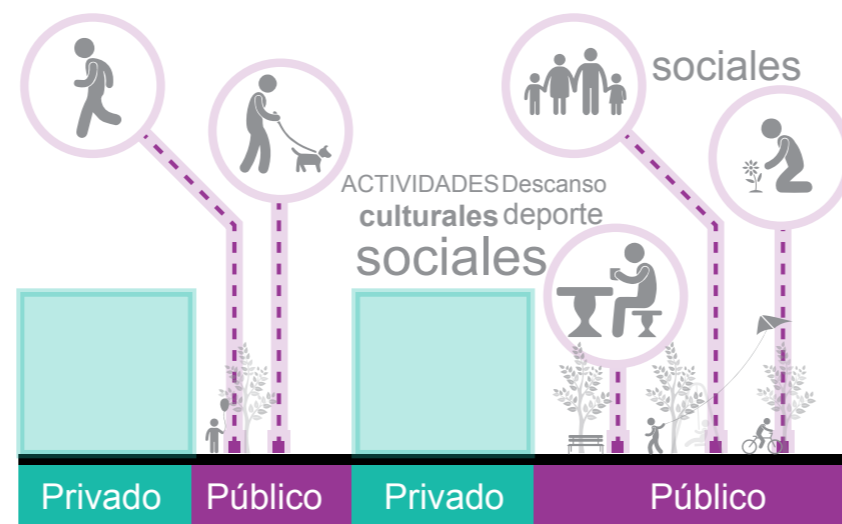 sociales
ACTIVIDADES Descanso
culturales deporte
sociales
Privado Público Privado Público